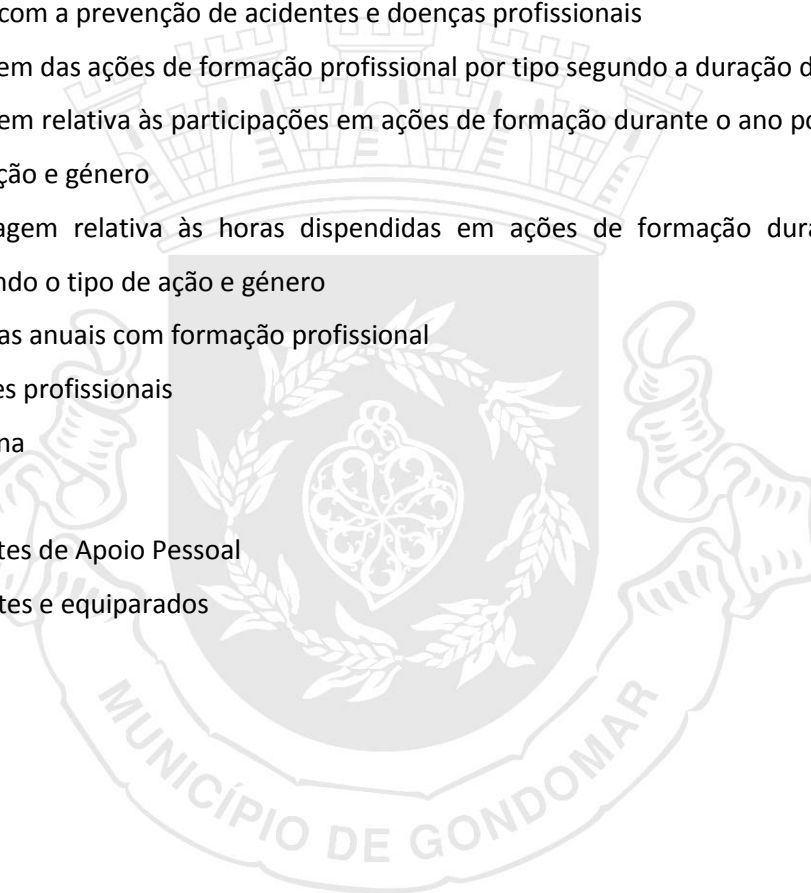 com a prevenção de acidentes e doenças profissionais
em das ações de formação profissional por tipo segundo a duração d
em relativa às participações em ações de formação durante o ano po
ção e género
agem relativa às horas dispendidas em ações de formação dura
ndo o tipo de ação e género
as anuais com formação profissional
es profissionais
na
tes de Apoio Pessoal
tes e equiparados
MUNICÍPIO DE GONDOMAR